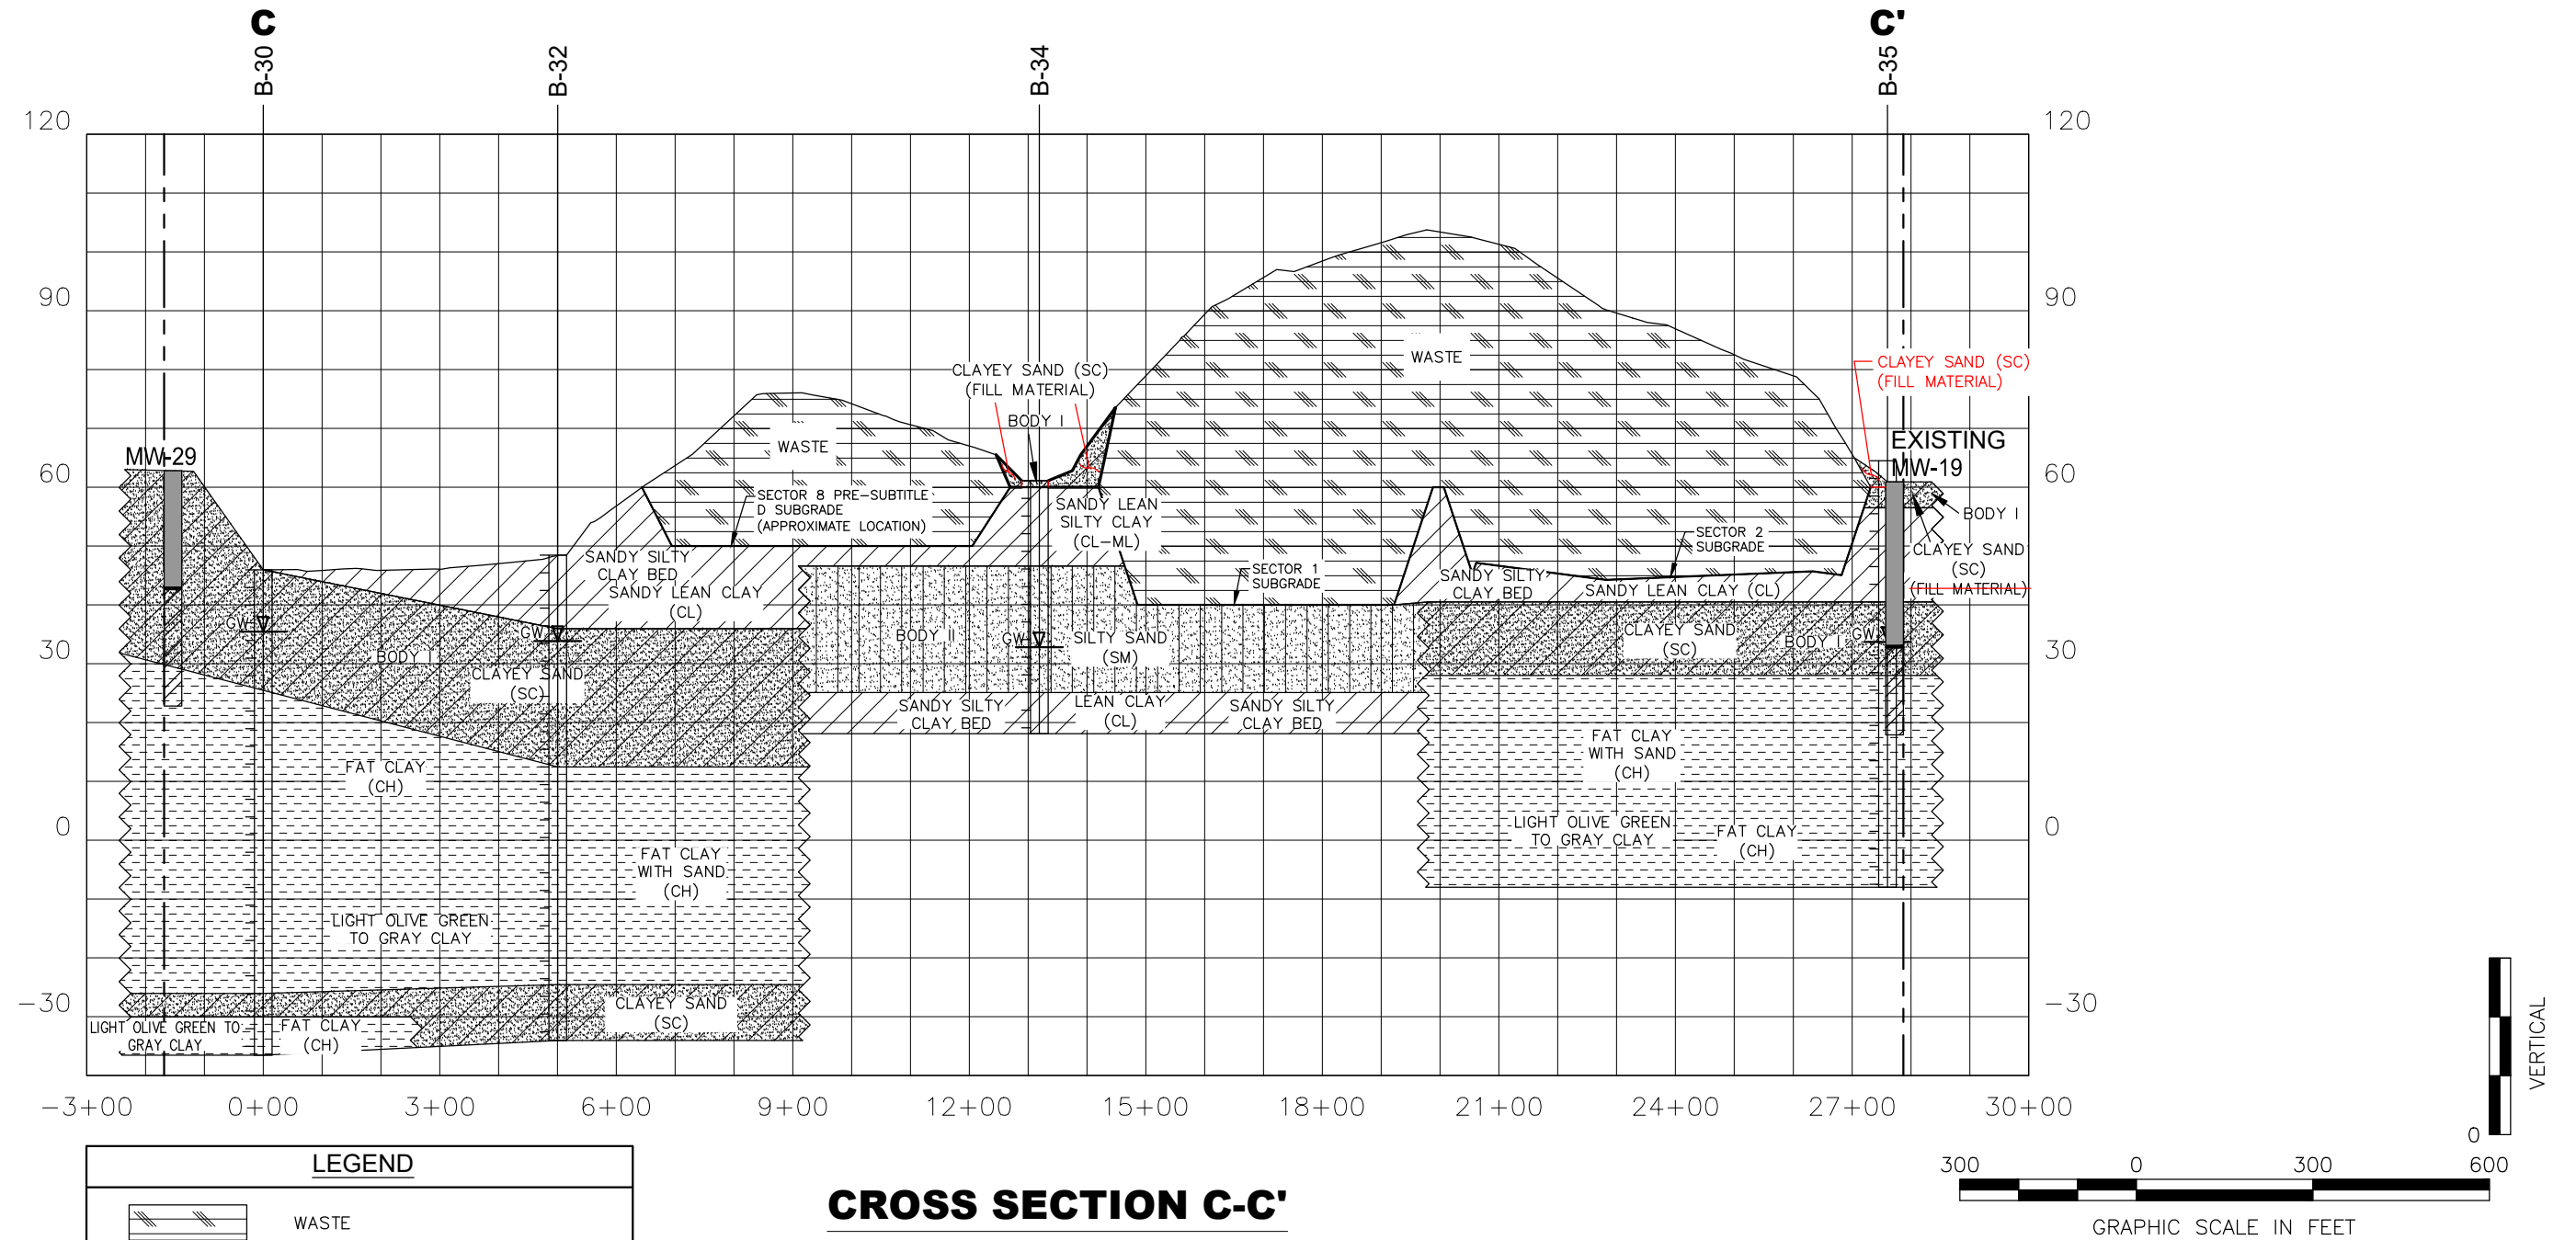 C
C'
B-30
B-32
B-34
B-35
120
120
90
90
60
60
30
30
0
0
-30
-30
MW-29
EXISTING
MW-19
CLAYEY SAND (SC)
(FILL MATERIAL)
BODY I
WASTE
WASTE
CLAYEY SAND (SC)
(FILL MATERIAL)
SECTOR 8 PRE-SUBTITLE
D SUBGRADE
(APPROXIMATE LOCATION)
SANDY LEAN
SILTY CLAY
(CL-ML)
BODY I
CLAYEY SAND
(SC)
(FILL MATERIAL)
SANDY SILTY
CLAY BED
SANDY LEAN CLAY
(CL)
SECTOR 1
SUBGRADE
SECTOR 2
SUBGRADE
SANDY SILTY
CLAY BED
SANDY LEAN CLAY (CL)
GW
GW
GW
GW
BODY I
CLAYEY SAND
(SC)
BODY II
SILTY SAND
(SM)
CLAYEY SAND
(SC)
BODY I
SANDY SILTY
CLAY BED
LEAN CLAY
(CL)
SANDY SILTY
CLAY BED
FAT CLAY
(CH)
FAT CLAY
WITH SAND
(CH)
FAT CLAY
WITH SAND
(CH)
LIGHT OLIVE GREEN
TO GRAY CLAY
FAT CLAY
(CH)
LIGHT OLIVE GREEN
TO GRAY CLAY
CLAYEY SAND
(SC)
LIGHT OLIVE GREEN TO
GRAY CLAY
FAT CLAY
(CH)
-3+00
0+00
3+00
6+00
9+00
12+00
15+00
18+00
21+00
24+00
27+00
30+00
LEGEND
WASTE
CROSS SECTION C-C'
VERTICAL
0
300
0
300
600
GRAPHIC SCALE IN FEET